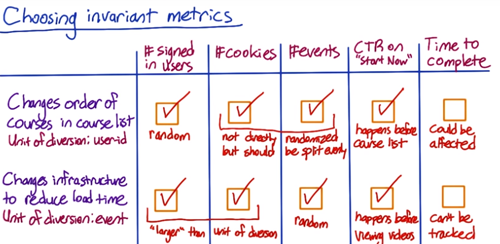 Choosing invariant metrics
# signed in users
# cookies
# events
CTR on "Start Now"
Time to complete
Changes order of courses in course list
Unit of diversion: user-id
random
not directly but should
randomized be split evenly
happens before course list
could be affected
Changes infrastructure to reduce load time
Unit of diversion: event
"larger" than
unit of diversion
random
happens before viewing videos
can't be tracked